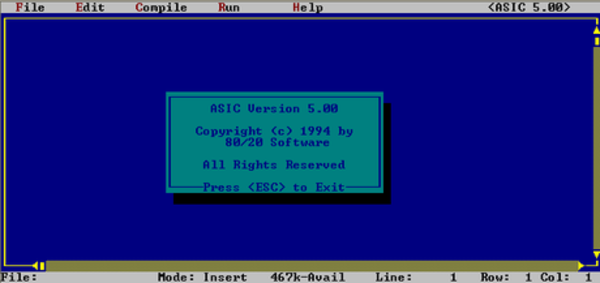 File Edit Compile Run Help <ASIC 5.00>
ASIC Version 5.00
Copyright (c) 1994 by
80/20 Software
All Rights Reserved
Press <ESC> to Exit
File: Mode: Insert 467k-Avail Line: 1 Row: 1 Col: 1